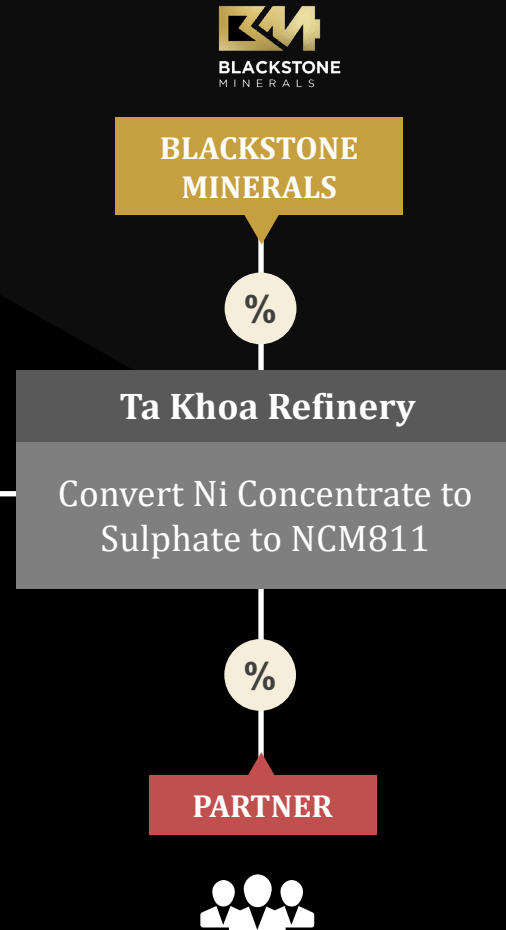 BLACKSTONE
MINERALS
BLACKSTONE
MINERALS
%
Ta Khoa Refinery
Convert Ni Concentrate to
Sulphate to NCM811
%
PARTNER